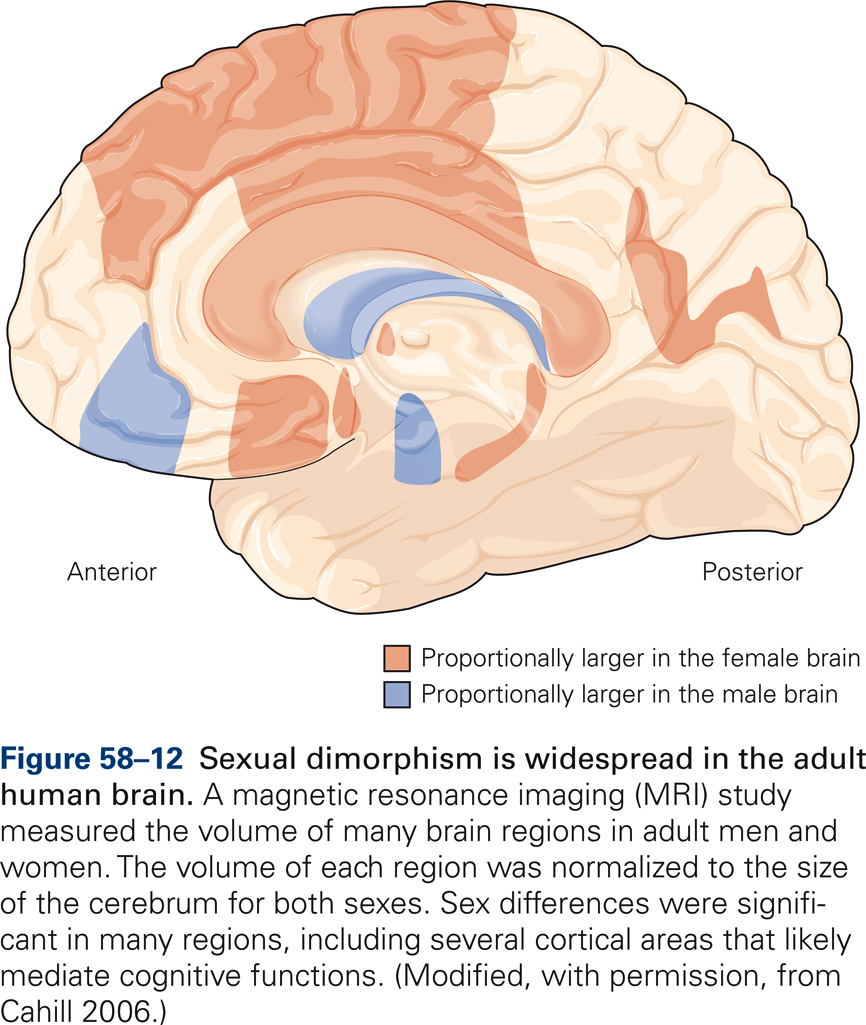 Anterior
Posterior
Proportionally larger in the female brain
Proportionally larger in the male brain
Figure 58–12 Sexual dimorphism is widespread in the adult
human brain. A magnetic resonance imaging (MRI) study
measured the volume of many brain regions in adult men and
women. The volume of each region was normalized to the size
of the cerebrum for both sexes. Sex differences were signifi-
cant in many regions, including several cortical areas that likely
mediate cognitive functions. (Modified, with permission, from
Cahill 2006.)